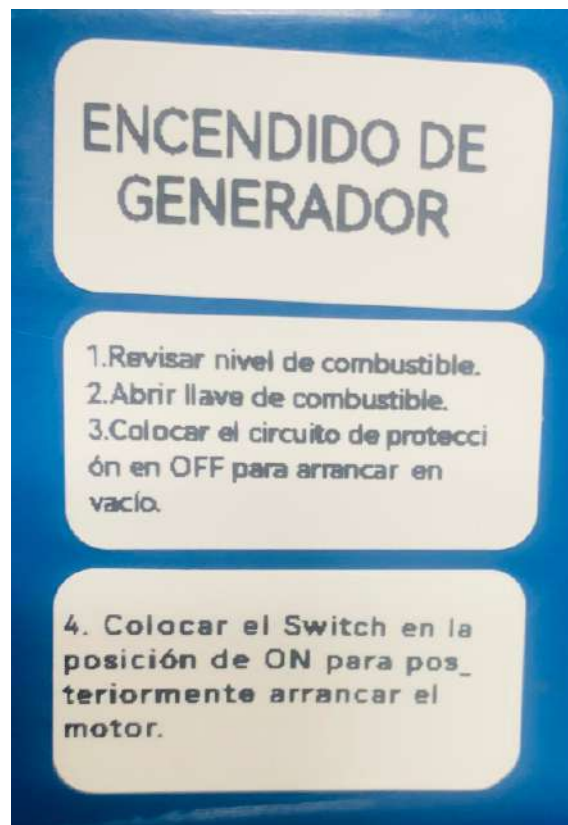 ENCENDIDO DE
GENERADOR
1.Revisar nivel de combustible.
2.Abrir llave de combustible.
3.Colocar el circuito de protecci
ón en OFF para arrancar en
vacío.
4. Colocar el Switch en la
posición de ON para pos_
teriormente arrancar el
motor.